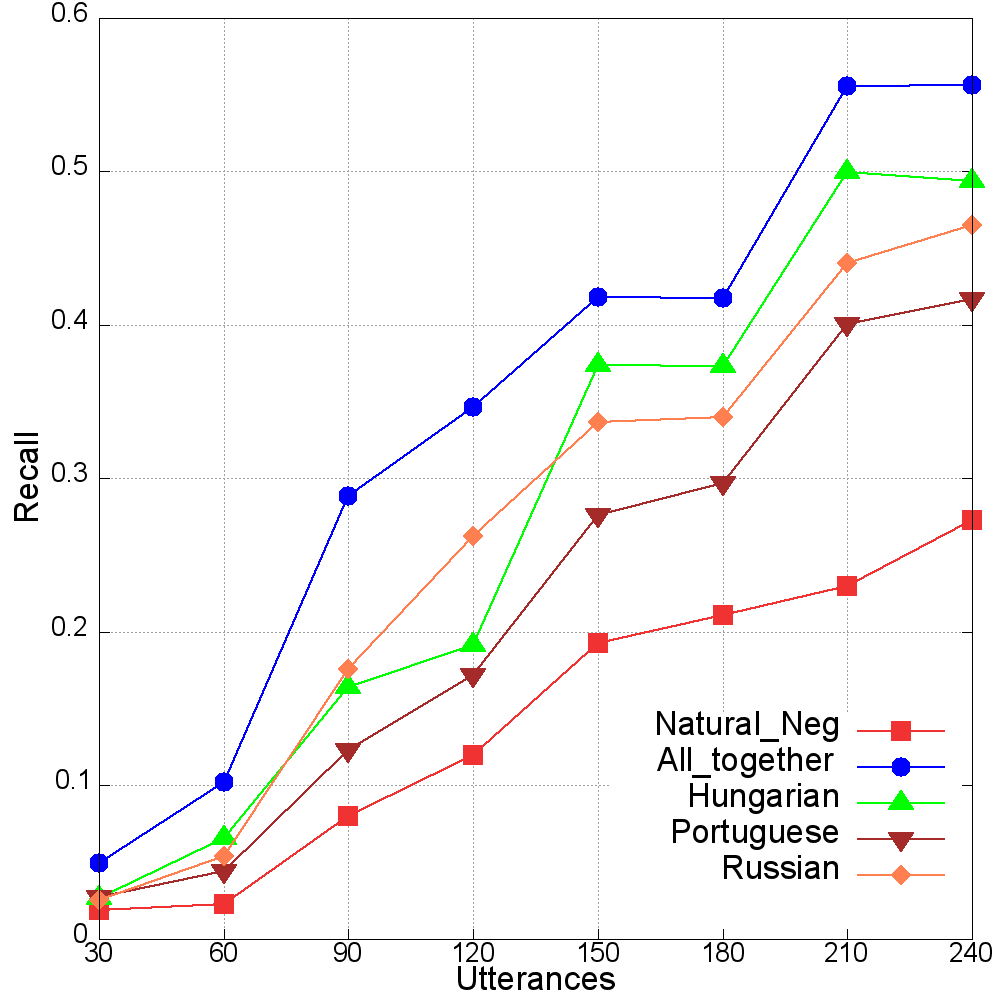 0.6
0.5
0.4
0.3
0.2
0.1
0
Recall
30 60 90 120 150 180 210 240
Utterances
Natural_Neg
All_together
Hungarian
Portuguese
Russian